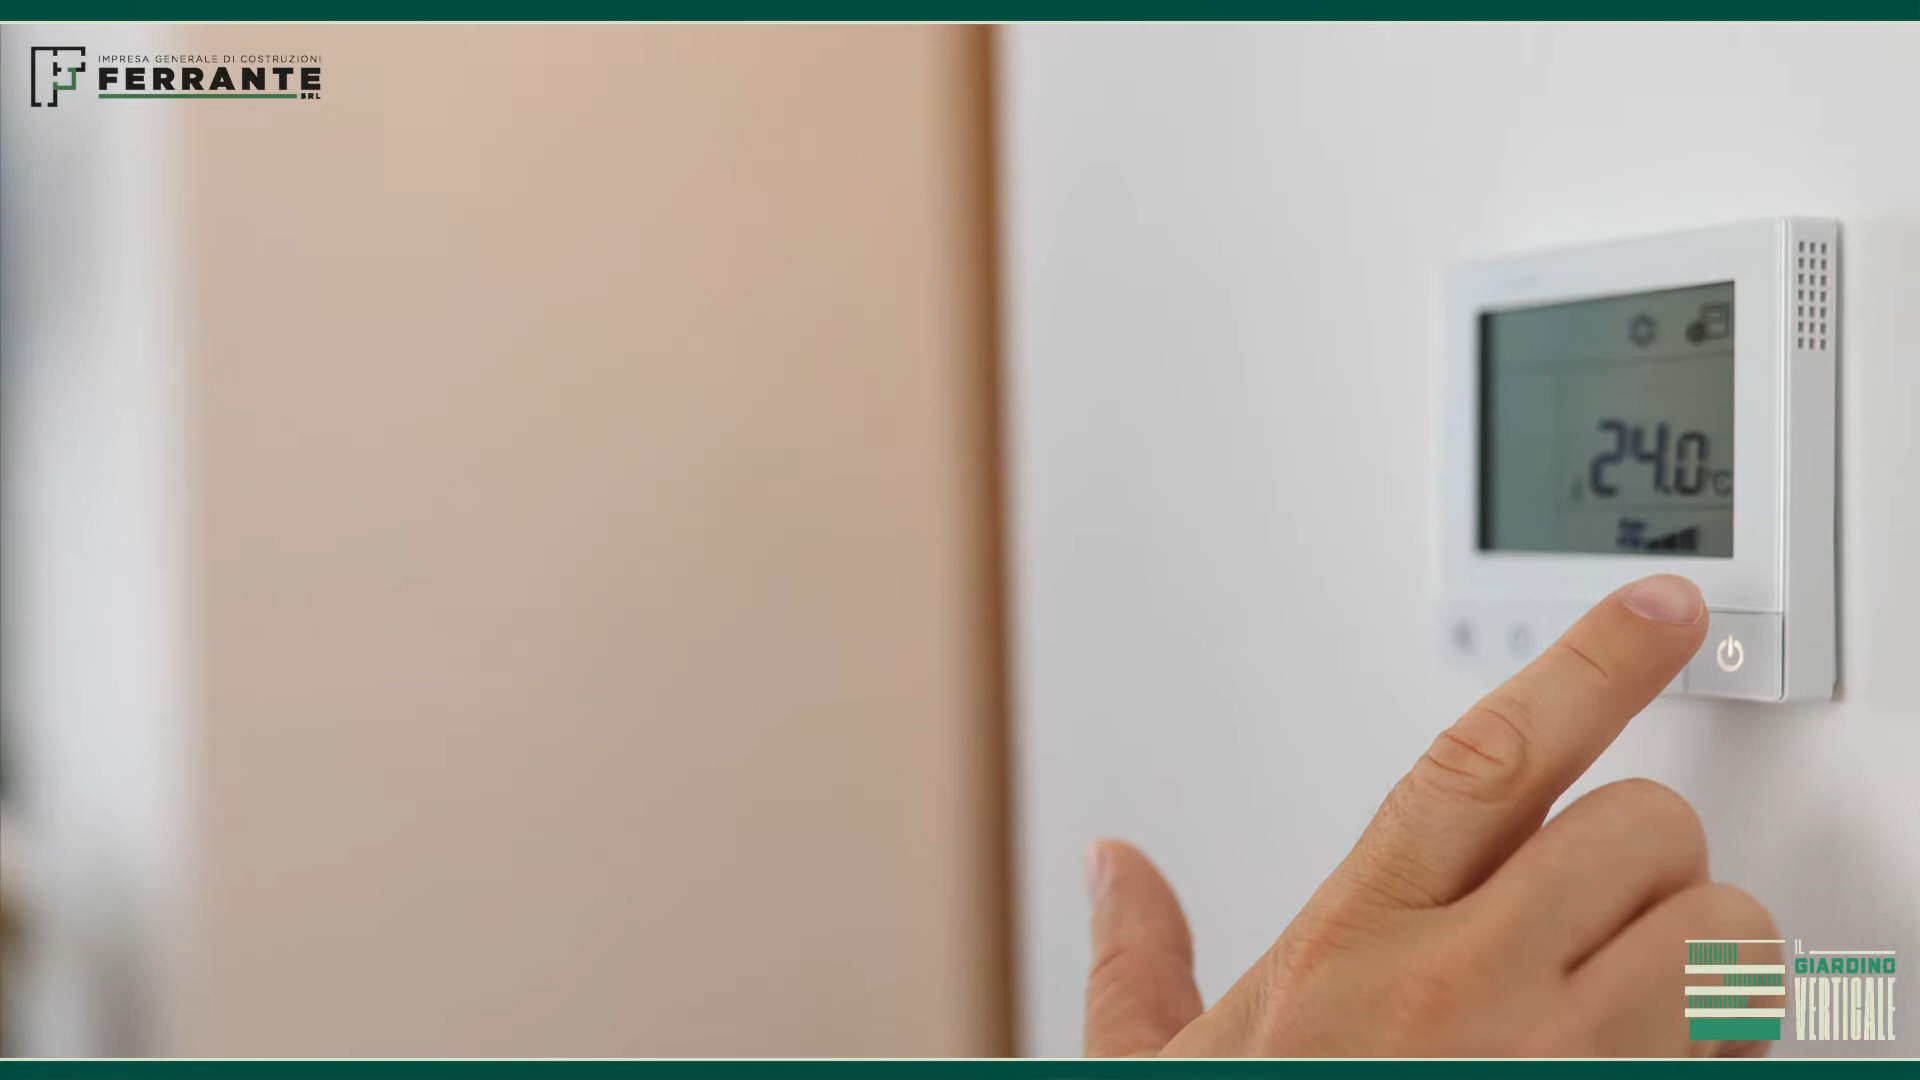 IMPRESA GENERALE DI COSTRUZIONI
FERRANTE
SRL
24.0°C
IL
GIARDINO
VERTICALE